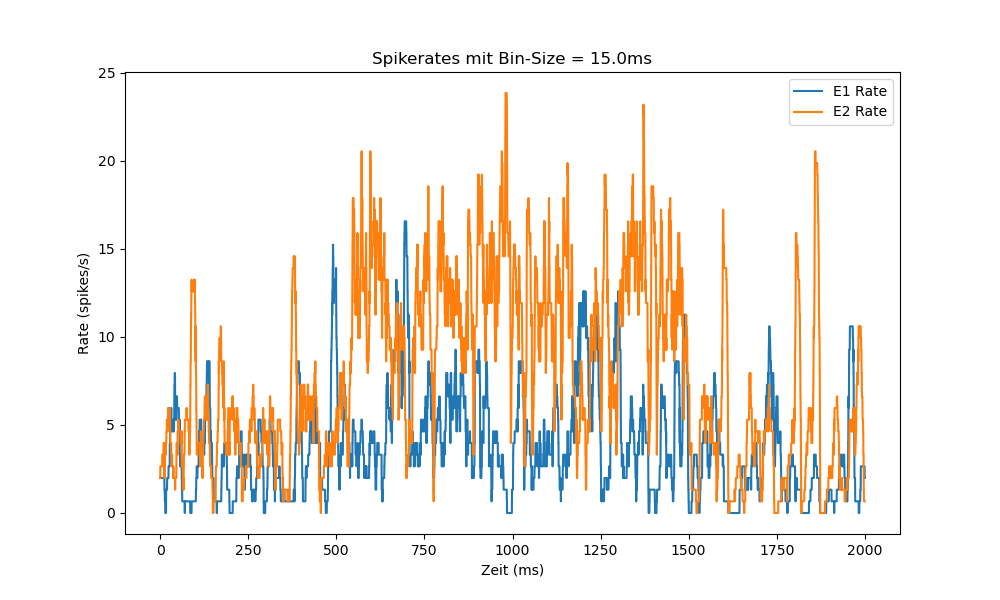 Spikerates mit Bin-Size = 15.0ms
E1 Rate
E2 Rate
Rate (spikes/s)
25
20
15
10
5
0
0 250 500 750 1000 1250 1500 1750 2000
Zeit (ms)